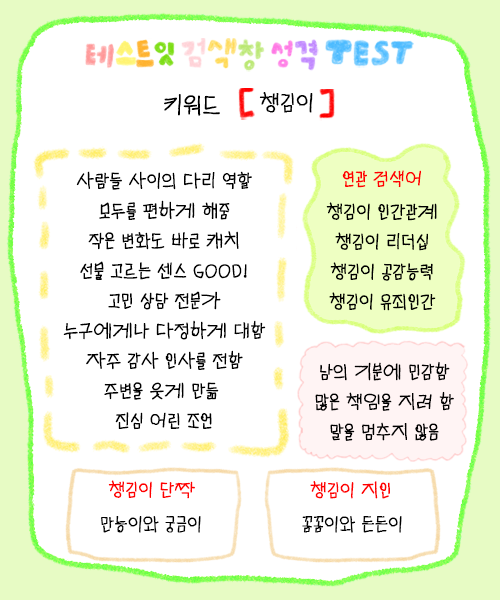 테스트잇 검색창 성격 TEST
키워드 [ 챙김이 ]
사람들 사이의 다리 역할
모두를 편하게 해줌
작은 변화도 바로 캐치
선물 고르는 센스 GOOD!
고민 상담 전문가
누구에게나 다정하게 대함
자주 감사 인사를 전함
주변을 웃게 만듦
진심 어린 조언
연관 검색어
챙김이 인간관계
챙김이 리더십
챙김이 공감능력
챙김이 유죄인간
남의 기분에 민감함
많은 책임을 지려 함
말을 멈추지 않음
챙김이 단짝
만능이와 궁금이
챙김이 지인
꼼꼼이와 든든이